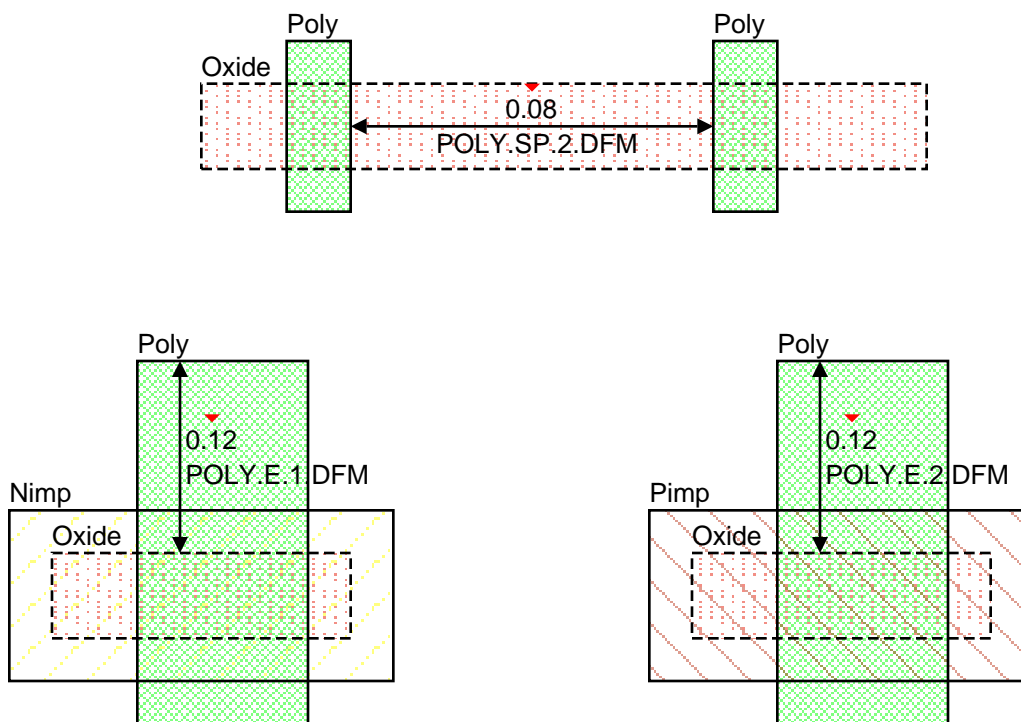 Poly
Poly
Oxide
0.08
POLY.SP.2.DFM
Poly
Poly
0.12
POLY.E.1.DFM
0.12
POLY.E.2.DFM
Nimp
Pimp
Oxide
Oxide